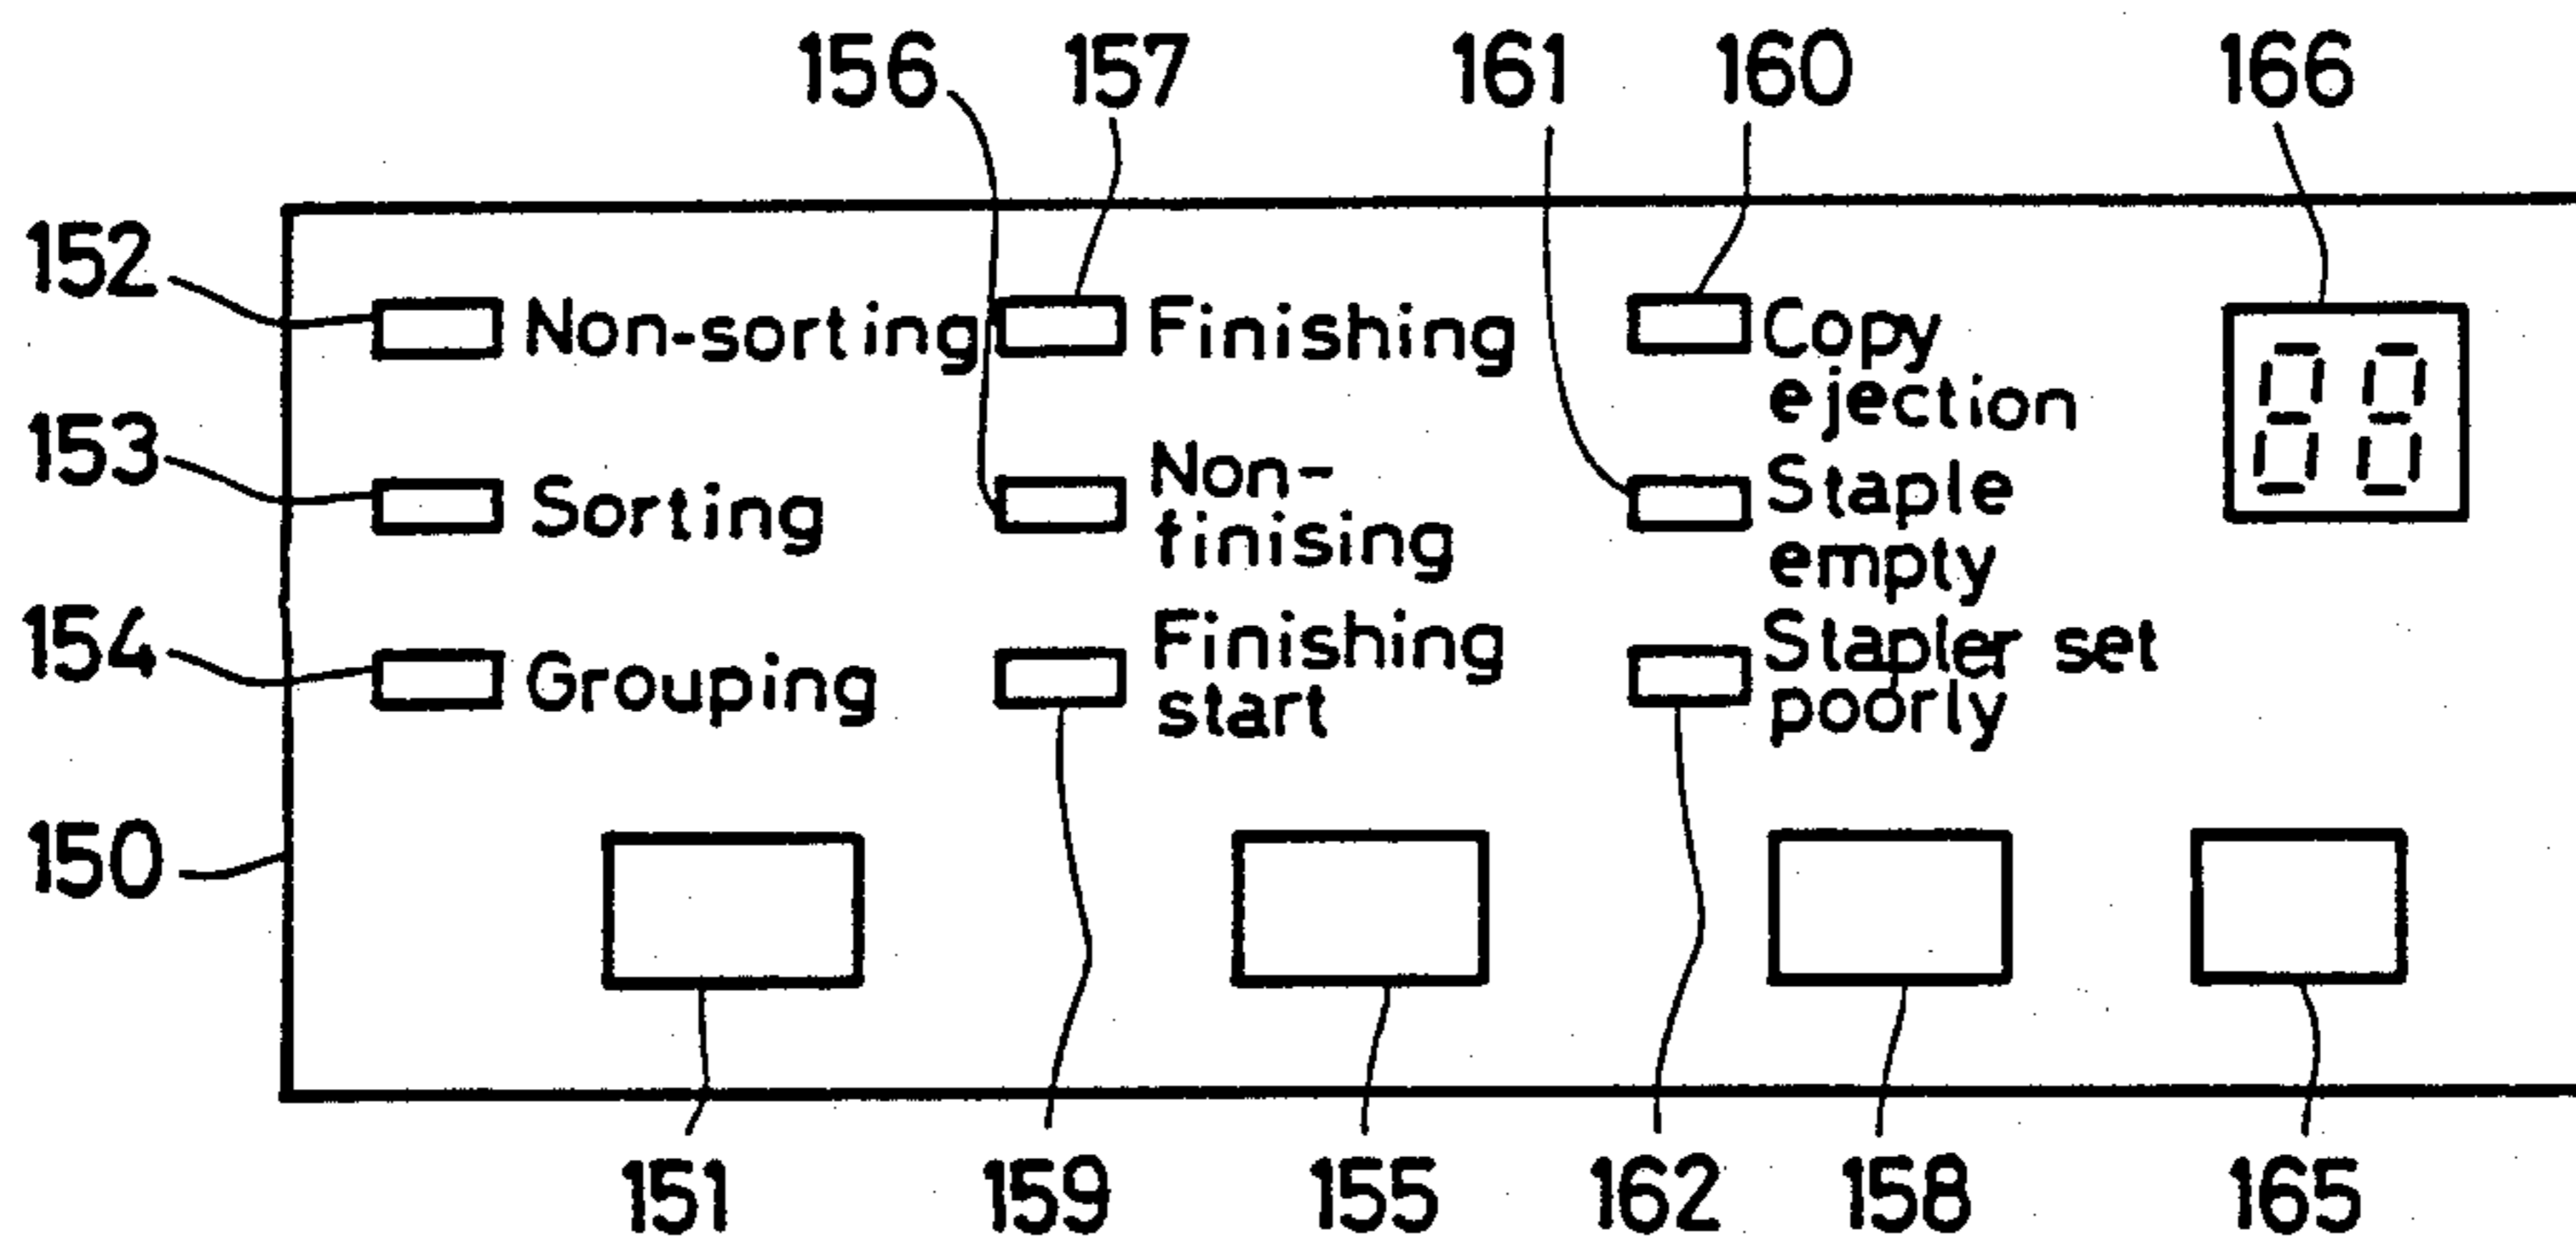 156 157 161 160 166
152 Non-sorting Finishing Copy
ejection
153 Sorting Non-
finising
Staple
empty
154 Grouping Finishing
start
Stapler set
poorly
150
88
151 159 155 162 158 165